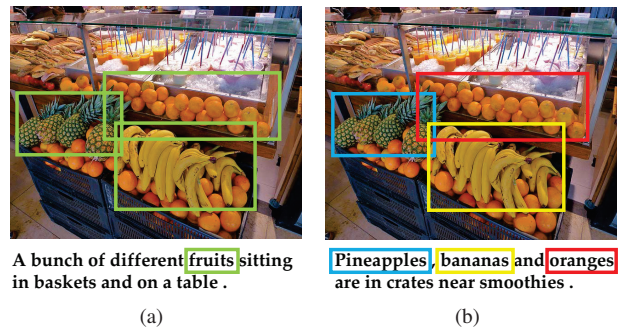 A bunch of different fruits sitting
in baskets and on a table .
(a)
Pineapples, bananas and oranges
are in crates near smoothies .
(b)